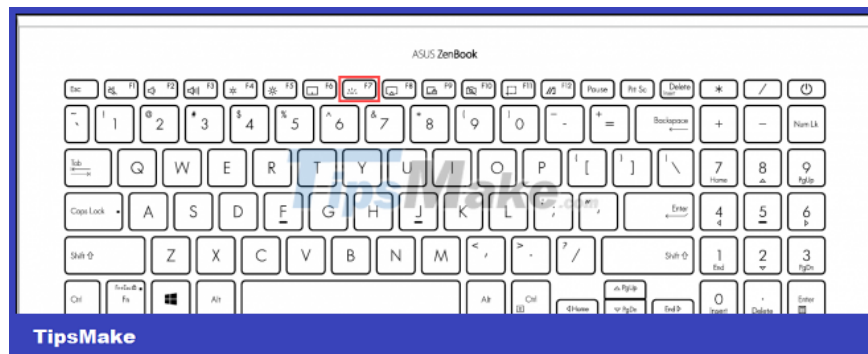 ASUS ZenBook
Esc F1 F2 F3 F4 F5 F6 F7 F8 F9 F10 F11 F12 Pause Prt Sc Delete Insert * /
~ ` ! 1 @ 2 # 3 $ 4 % 5 ^ 6 & 7 * 8 ( 9 ) 0 _ - + = Backspace + - Num Lk
Tab Q W E R T Y U I O P { [ } ] | \ 7 Home 8 9 PgUp
TipsMake.com
Caps Lock A S D F G H J K L : ; " ' Enter 4 5 6
Shift Z X C V B N M < , > . ? / Shift 1 End 2 3 PgDn
Ctrl FnEsc Fn Alt Alt Ctrl Home PgUp PgDn End 0 Insert . Delete Enter
TipsMake